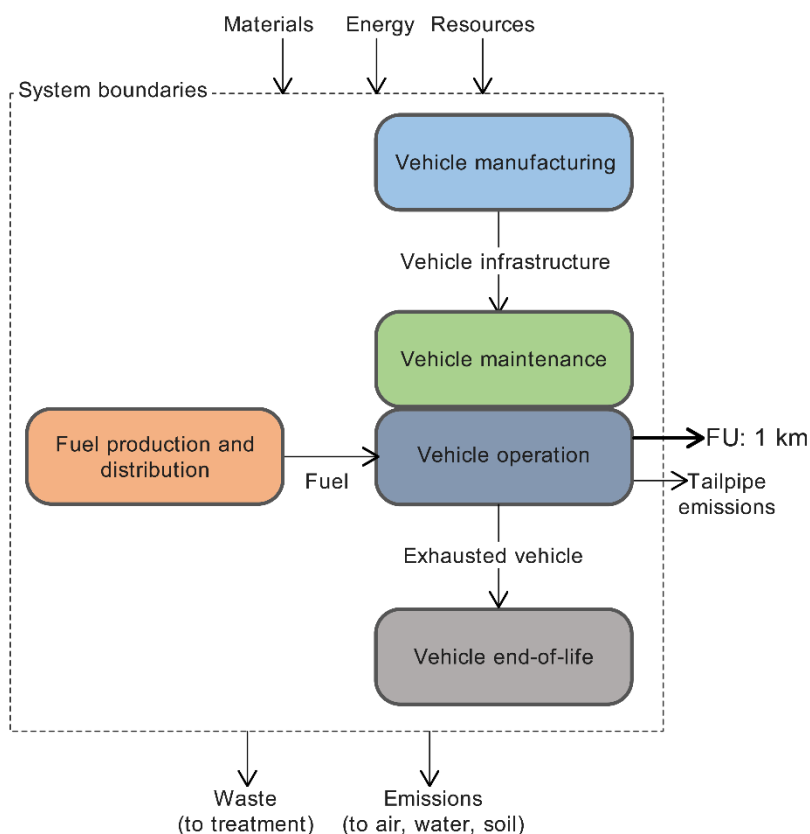 Materials Energy Resources
System boundaries
Vehicle manufacturing
Vehicle infrastructure
Vehicle maintenance
Fuel production and
distribution
Fuel
Vehicle operation
FU: 1 km
Tailpipe
emissions
Exhausted vehicle
Vehicle end-of-life
Waste
(to treatment)
Emissions
(to air, water, soil)